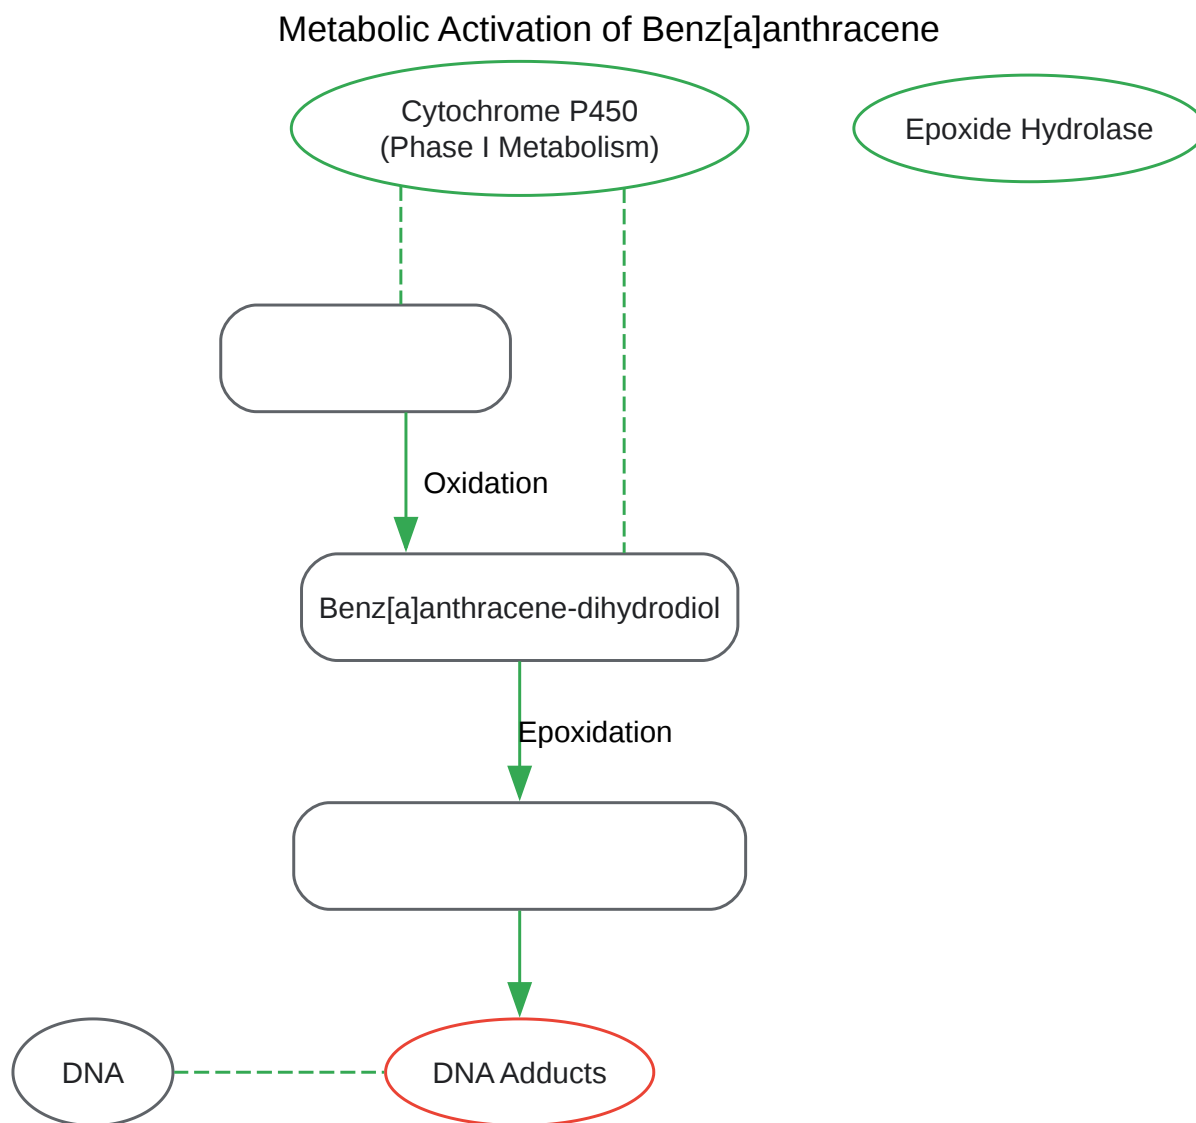 Metabolic Activation of Benz[a]anthracene
Cytochrome P450
(Phase I Metabolism)
Epoxide Hydrolase
Oxidation
Benz[a]anthracene-dihydrodiol
Epoxidation
DNA
DNA Adducts